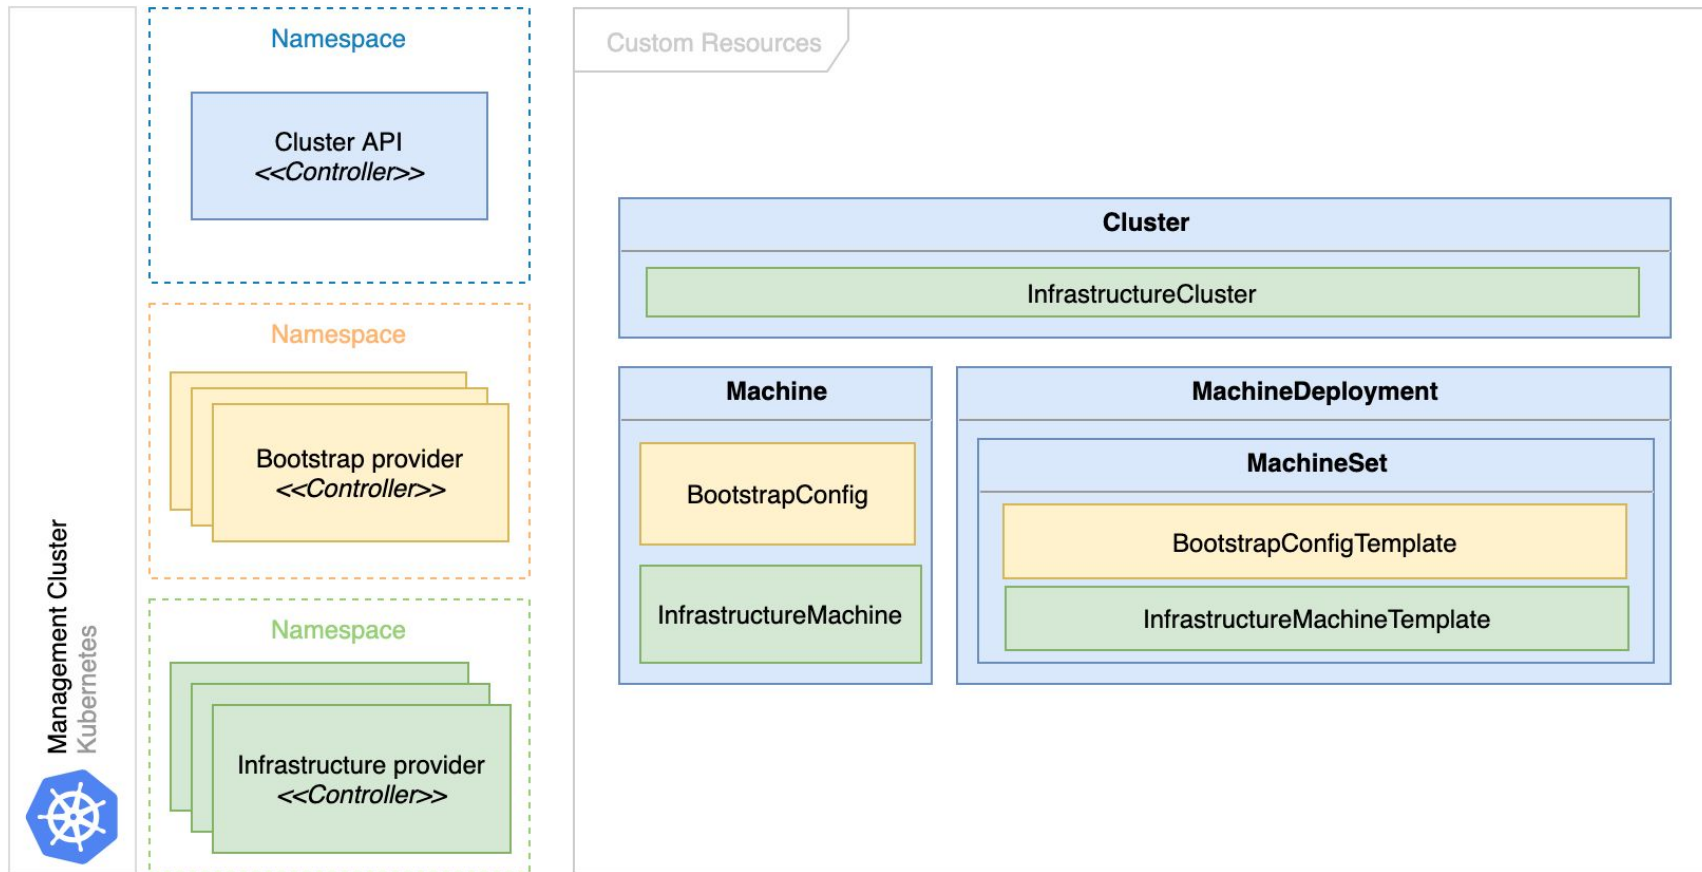 Management Cluster
Kubernetes
Namespace
Cluster API
<<Controller>>
Namespace
Bootstrap provider
<<Controller>>
Namespace
Infrastructure provider
<<Controller>>
Custom Resources
Cluster
InfrastructureCluster
Machine
BootstrapConfig
InfrastructureMachine
MachineDeployment
MachineSet
BootstrapConfigTemplate
InfrastructureMachineTemplate